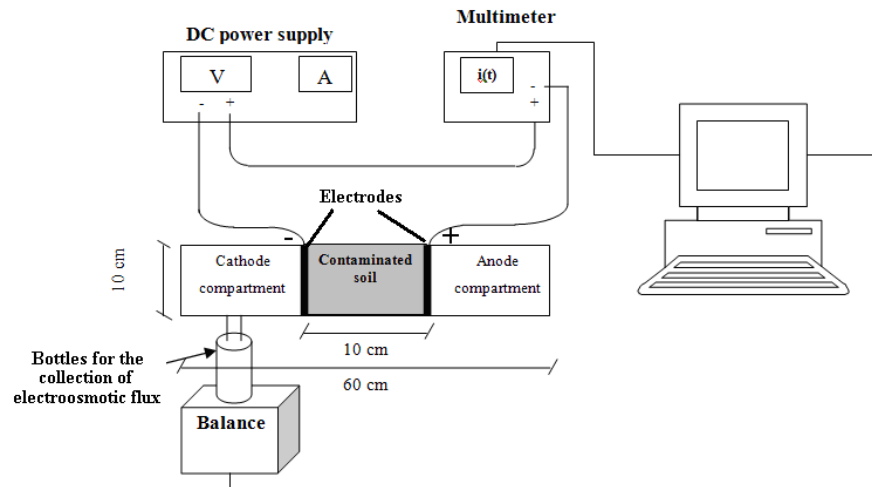 DC power supply
Multimeter
V
A
- +
i(t)
-
+
Electrodes
-
+
Cathode
compartment
Contaminated
soil
Anode
compartment
10 cm
10 cm
60 cm
Bottles for the
collection of
electroosmotic flux
Balance